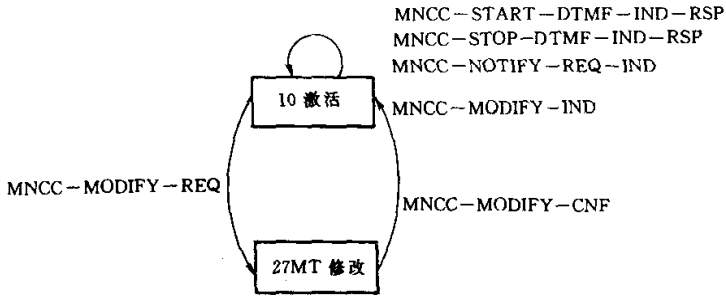 MNCC－START－DTMF－IND－RSP
MNCC－STOP－DTMF－IND－RSP
MNCC－NOTIFY－REQ－IND
10 激活
MNCC－MODIFY－IND
MNCC－MODIFY－REQ
MNCC－MODIFY－CNF
27MT 修改